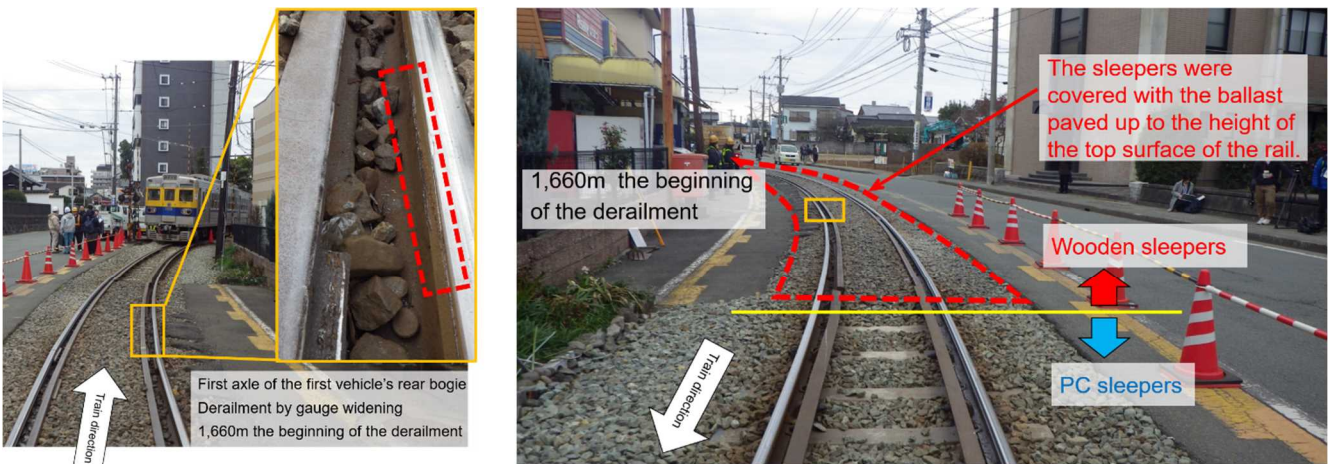 First axle of the first vehicle's rear bogie
Derailment by gauge widening
1,660m the beginning of the derailment
Train direction
The sleepers were
covered with the ballast
paved up to the height of
the top surface of the rail.
1,660m the beginning
of the derailment
Wooden sleepers
PC sleepers
Train direction